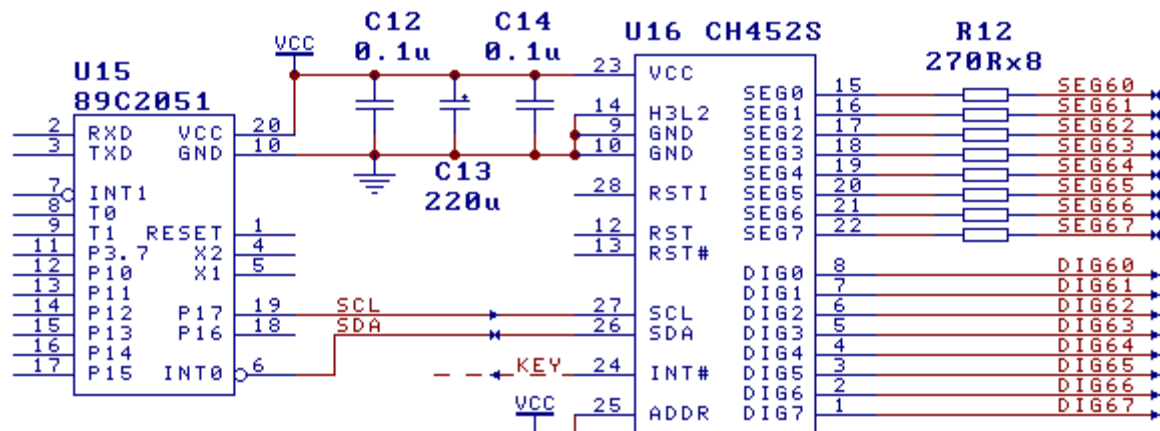 C12 C14 U16 CH452S R12
VCC 0.1u 0.1u 270Rx8
U15
89C2051
23 VCC
15 SEG0 SEG60
14 H3L2
16 SEG1 SEG61
9 GND
17 SEG2 SEG62
10 GND
18 SEG3 SEG63
19 SEG4 SEG64
28 RSTI
20 SEG5 SEG65
21 SEG6 SEG66
12 RST
22 SEG7 SEG67
13 RST#
2 RXD VCC 20
3 TXD GND 10
C13
220u
7 INT1
8 T0
9 T1 RESET 1
11 P3.7 X2 4
12 P10 X1 5
13 P11
14 P12 P17 19 SCL 27 SCL
15 P13 P16 18 SDA 26 SDA
16 P14
17 P15 INT0 6
KEY 24 INT#
VCC 25 ADDR
DIG0 8 DIG60
DIG1 7 DIG61
DIG2 6 DIG62
DIG3 5 DIG63
DIG4 4 DIG64
DIG5 3 DIG65
DIG6 2 DIG66
DIG7 1 DIG67